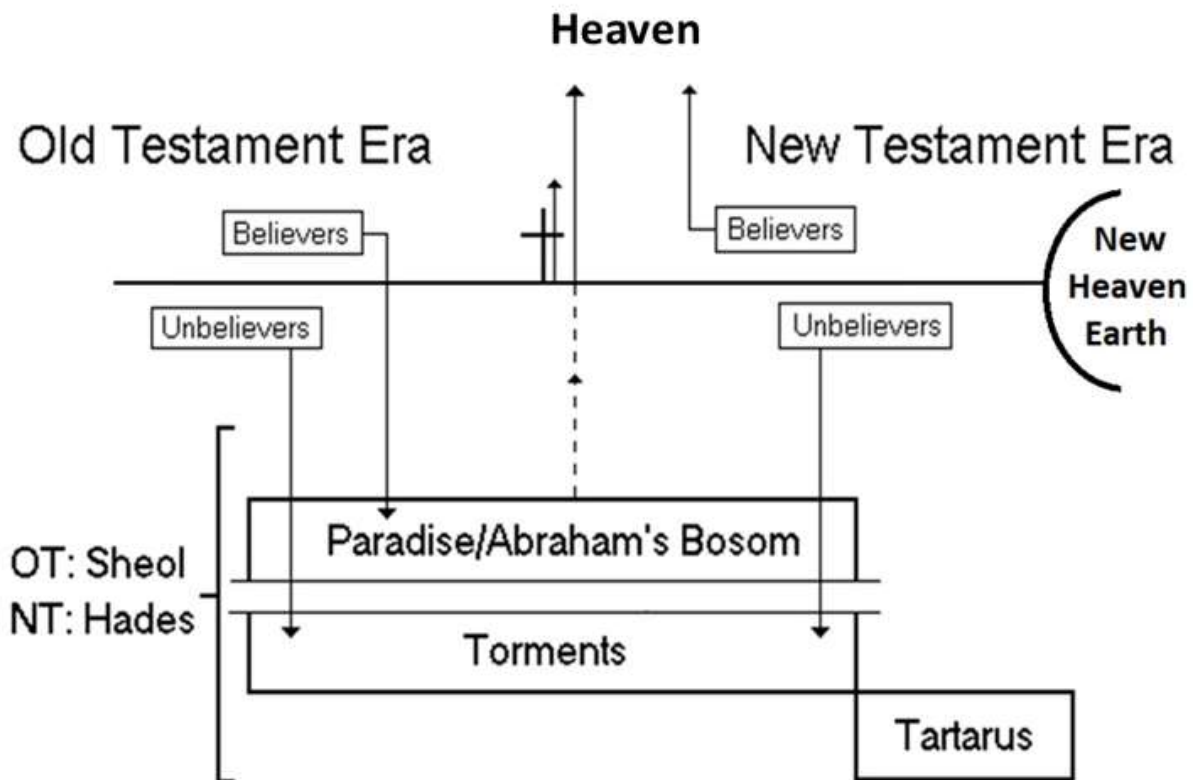 Heaven
Old Testament Era
New Testament Era
Believers
Believers
Unbelievers
Unbelievers
New
Heaven
Earth
Paradise/Abraham's Bosom
OT: Sheol
NT: Hades
Torments
Tartarus